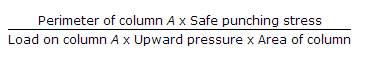 Perimeter of column A x Safe punching stress
Load on column A x Upward pressure x Area of column